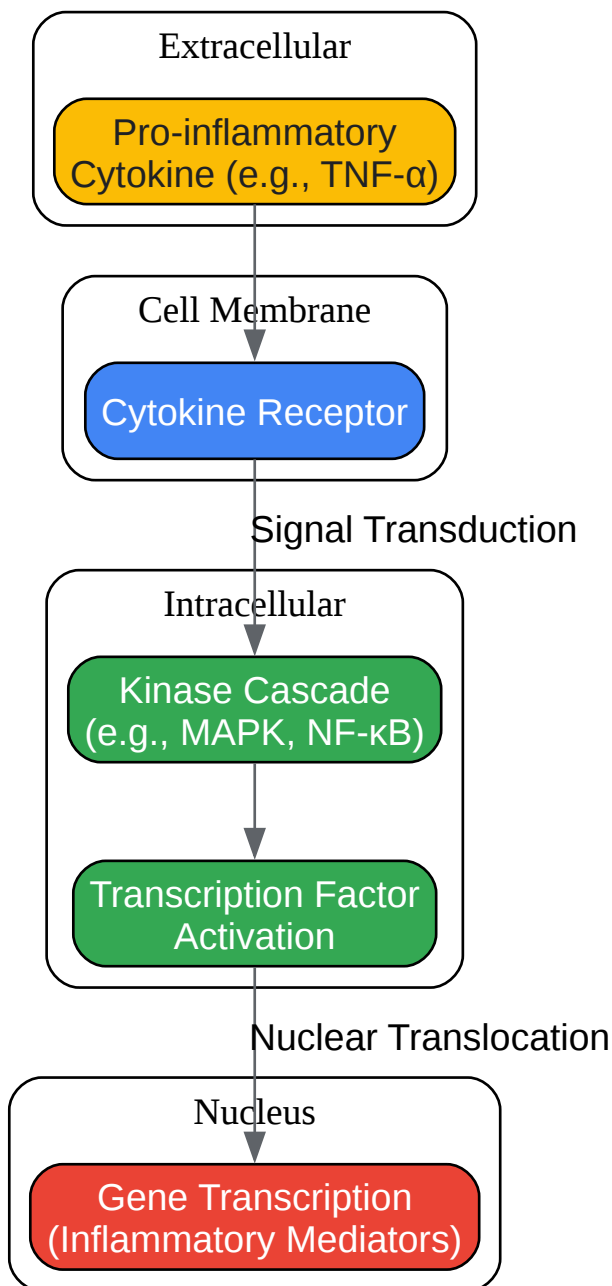 Extracellular
Pro-inflammatory
Cytokine (e.g., TNF-α)
Cell Membrane
Cytokine Receptor
Signal Transduction
Intracellular
Kinase Cascade
(e.g., MAPK, NF-κB)
Transcription Factor
Activation
Nuclear Translocation
Nucleus
Gene Transcription
(Inflammatory Mediators)